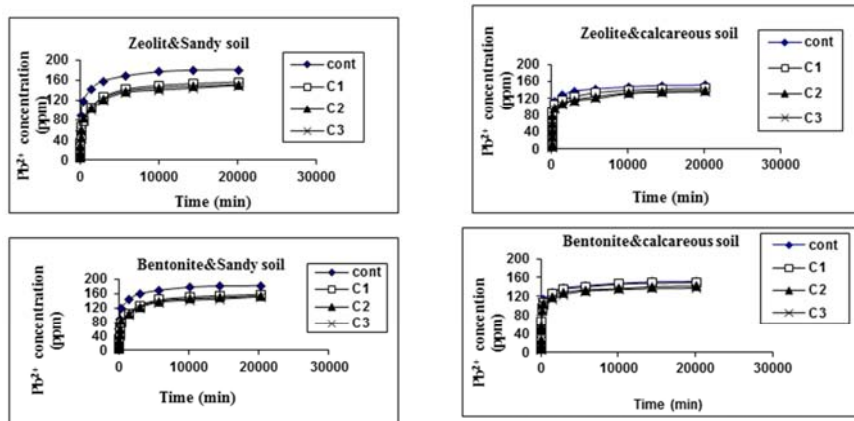 Zeolit&Sandy soil
Pb²⁺ concentration
(ppm)
200
160
120
80
40
0
0
10000
20000
30000
Time (min)
cont
C1
C2
C3
Zeolite&calcareous soil
Pb²⁺ concentration
(ppm)
200
160
120
80
40
0
0
10000
20000
30000
Time (min)
cont
C1
C2
C3
Bentonite&Sandy soil
Pb²⁺ concentration
(ppm)
200
160
120
80
40
0
0
10000
20000
30000
Time (min)
cont
C1
C2
C3
Bentonite&calcareous soil
Pb²⁺ concentration
(ppm)
200
160
120
80
40
0
0
10000
20000
30000
Time (min)
cont
C1
C2
C3